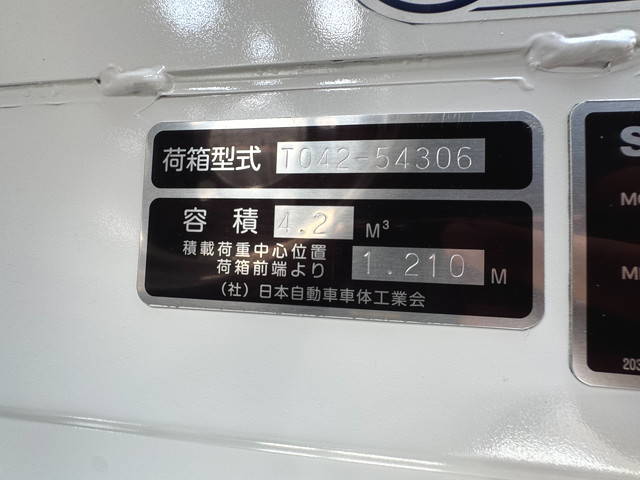 荷箱型式 T042-54306
容積 4.2 M³
積載荷重中心位置
荷箱前端より 1.210 M
（社）日本自動車車体工業会
S
203